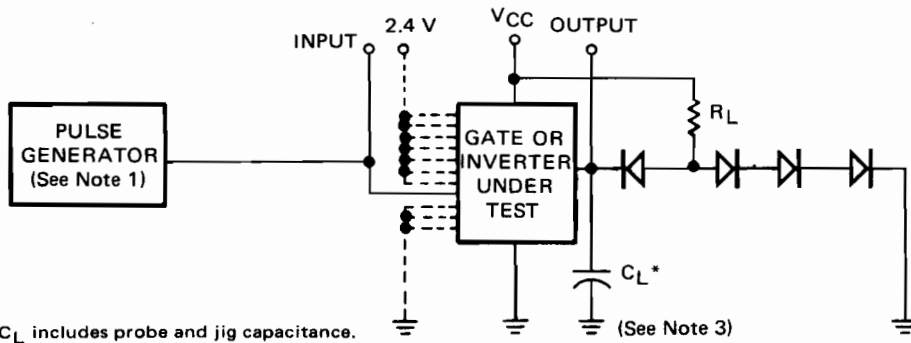 INPUT
2.4 V
VCC
OUTPUT
PULSE
GENERATOR
(See Note 1)
GATE OR
INVERTER
UNDER
TEST
RL
CL*
(See Note 3)
CL includes probe and jig capacitance.